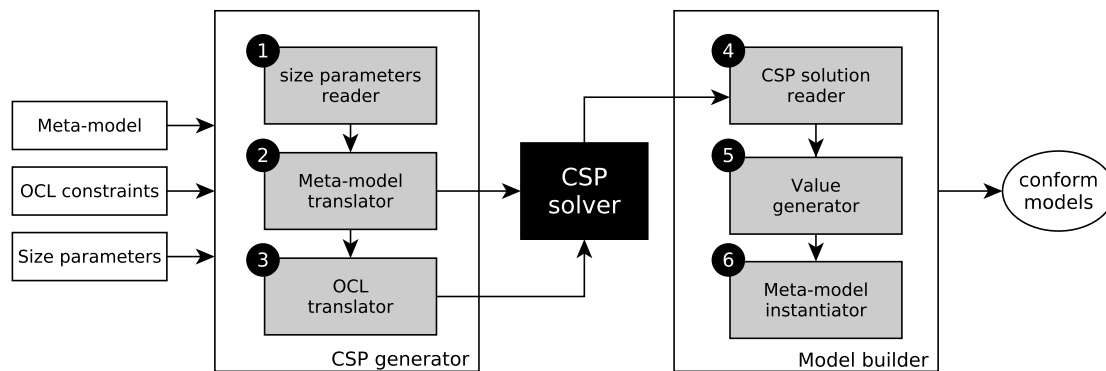 Meta-model
OCL constraints
Size parameters
1
size parameters
reader
2
Meta-model
translator
3
OCL
translator
CSP generator
CSP
solver
4
CSP solution
reader
5
Value
generator
6
Meta-model
instantiator
Model builder
conform
models